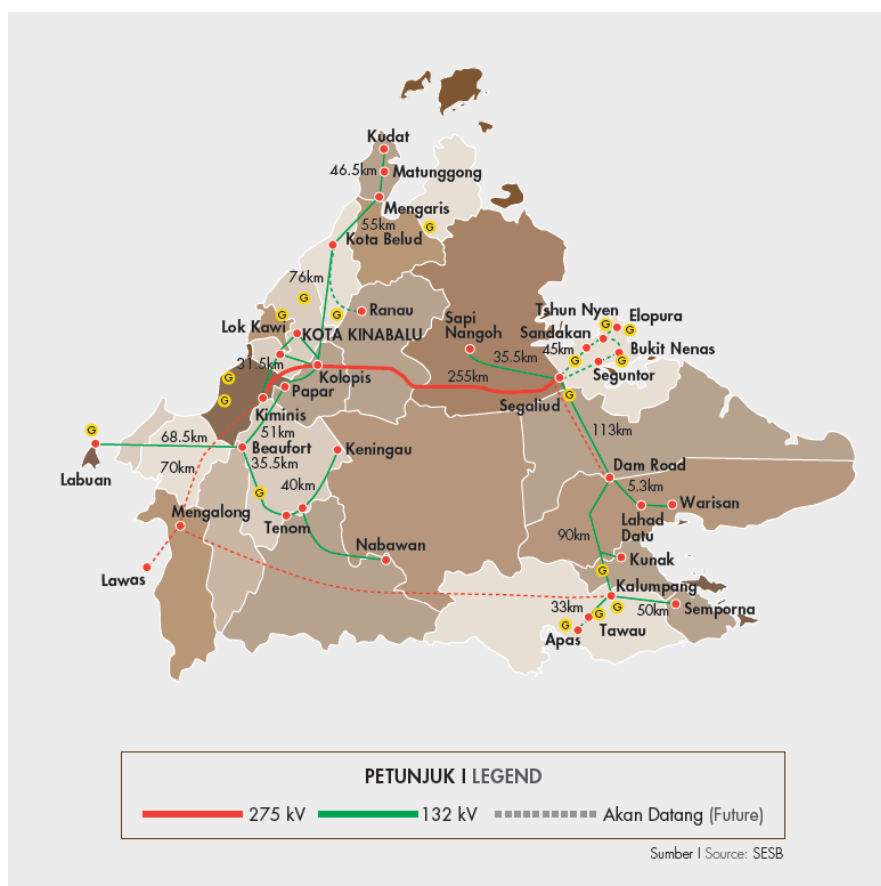 Kudat
46.5km
Matunggong
Mengaris
55km
G
Kota Belud
76km
G
G
G
Ranau
Lok Kawi
KOTA KINABALU
Sapi
Nangoh
Tshun Nyen
G
Elopura
G
Sandakan
45km
G
Bukit Nenas
G
35.5km
31.5km
Kolopis
Seguntor
G
Papar
255km
Segaliud
G
G
Kiminis
51km
113km
G
68.5km
Beaufort
Keningau
Labuan
70km
35.5km
Dam Road
40km
G
5.3km
Warisan
Mengalong
Tenom
Lahad
Datu
90km
Nabawan
Kunak
G
Lawas
Kalumpang
33km
G
G
50km
Semporna
G
Apas
Tawau
PETUNJUK I LEGEND
275 kV
132 kV
Akan Datang (Future)
Sumber I Source: SESB